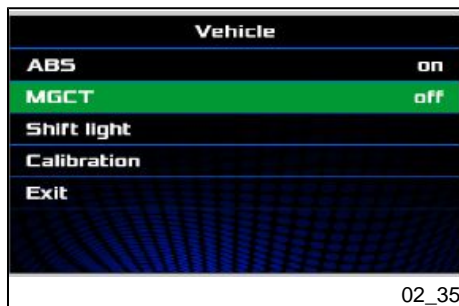 Vehicle
ABS on
MGCT off
Shift light
Calibration
Exit
02_35